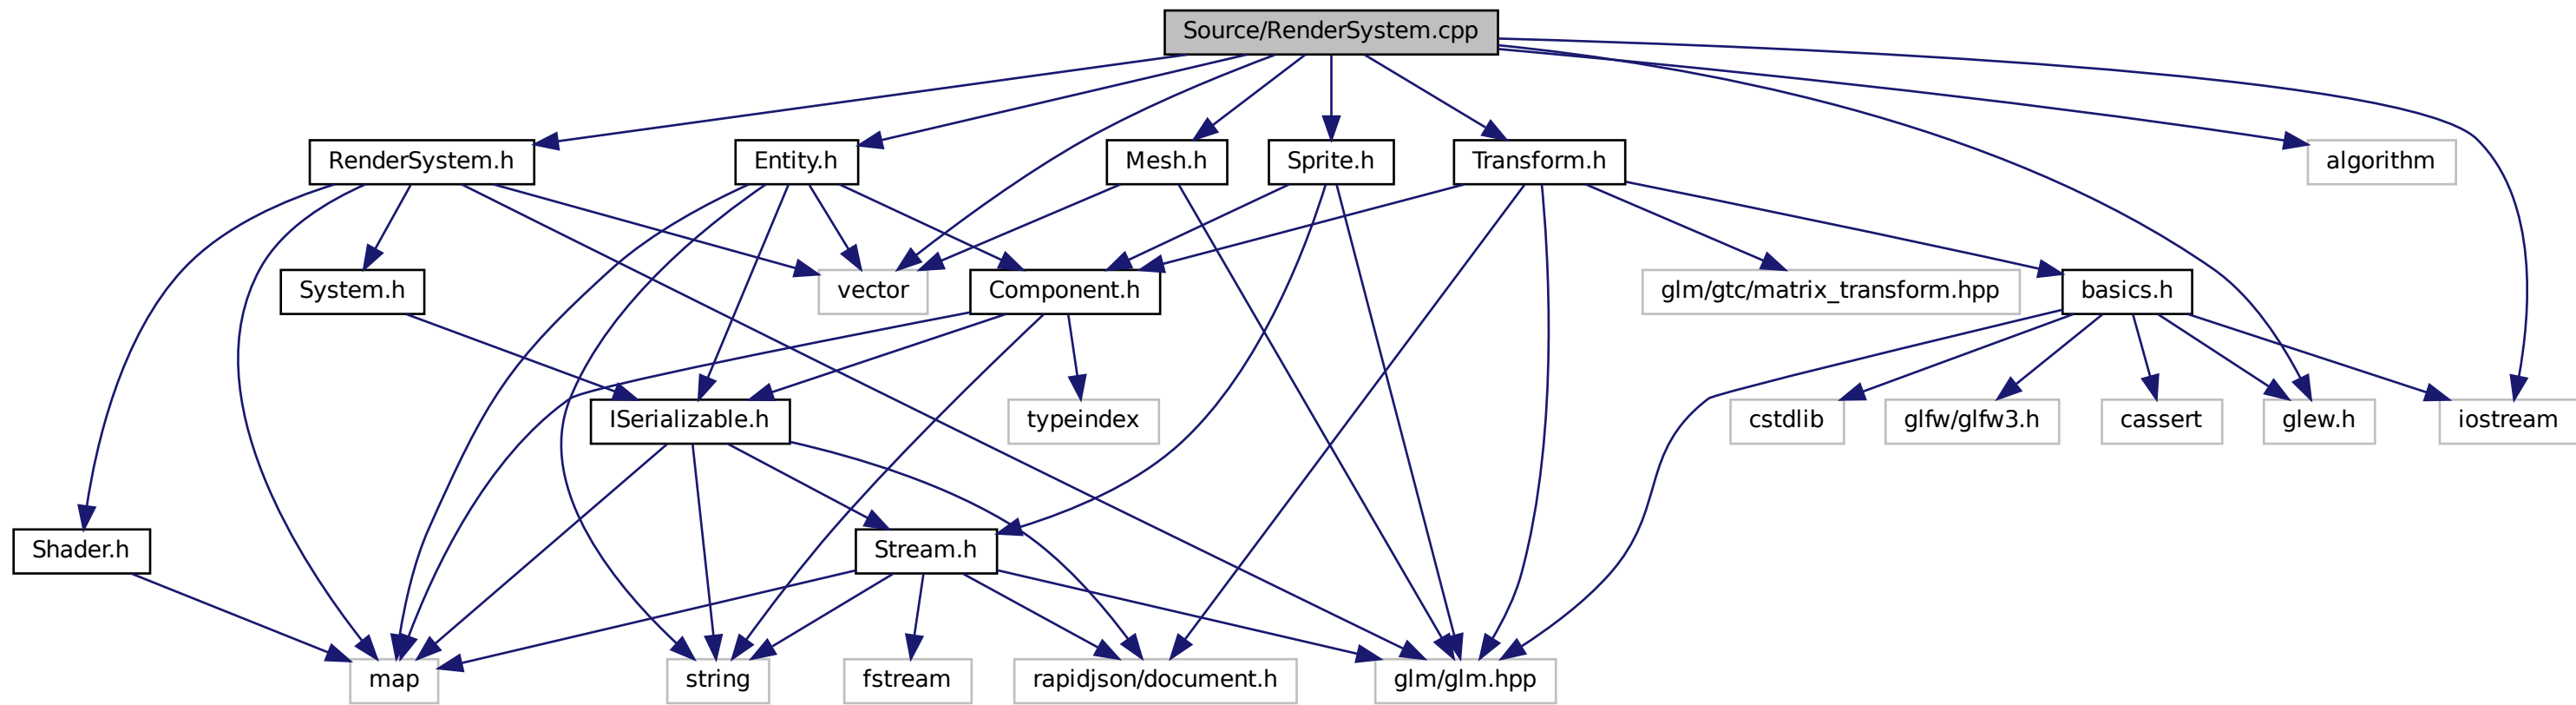 Source/RenderSystem.cpp
RenderSystem.h
Entity.h
Mesh.h
Sprite.h
Transform.h
algorithm
System.h
vector
Component.h
glm/gtc/matrix_transform.hpp
basics.h
ISerializable.h
typeindex
cstdlib
glfw/glfw3.h
cassert
glew.h
iostream
Shader.h
Stream.h
map
string
fstream
rapidjson/document.h
glm/glm.hpp